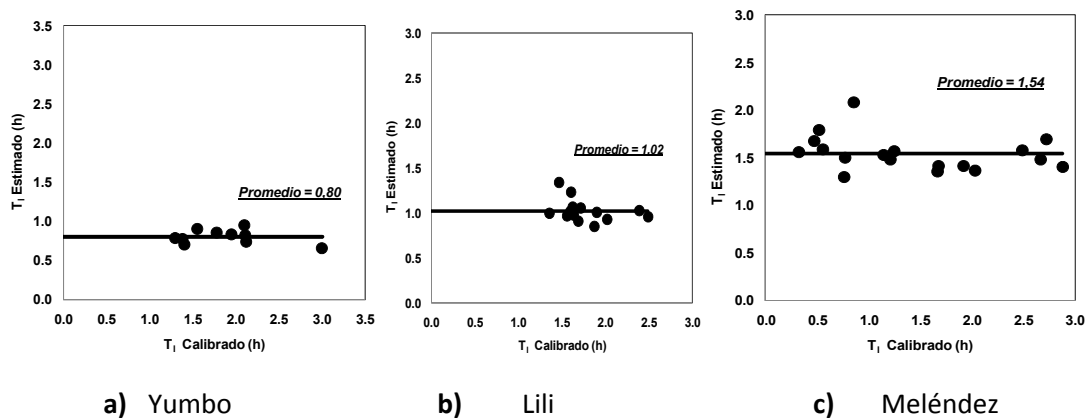 3.5
3.0
2.5
2.0
1.5
1.0
0.5
0.0
T_I Estimado (h)
Promedio = 0,80
0.0 0.5 1.0 1.5 2.0 2.5 3.0 3.5
T_I Calibrado (h)
a) Yumbo
3.0
2.5
2.0
1.5
1.0
0.5
0.0
T_I Estimado (h)
Promedio = 1.02
0.0 0.5 1.0 1.5 2.0 2.5 3.0
T_I Calibrado (h)
b) Lili
3.0
2.5
2.0
1.5
1.0
0.5
0.0
T_I Estimado (h)
Promedio = 1,54
0.0 0.5 1.0 1.5 2.0 2.5 3.0
T_I Calibrado (h)
c) Meléndez